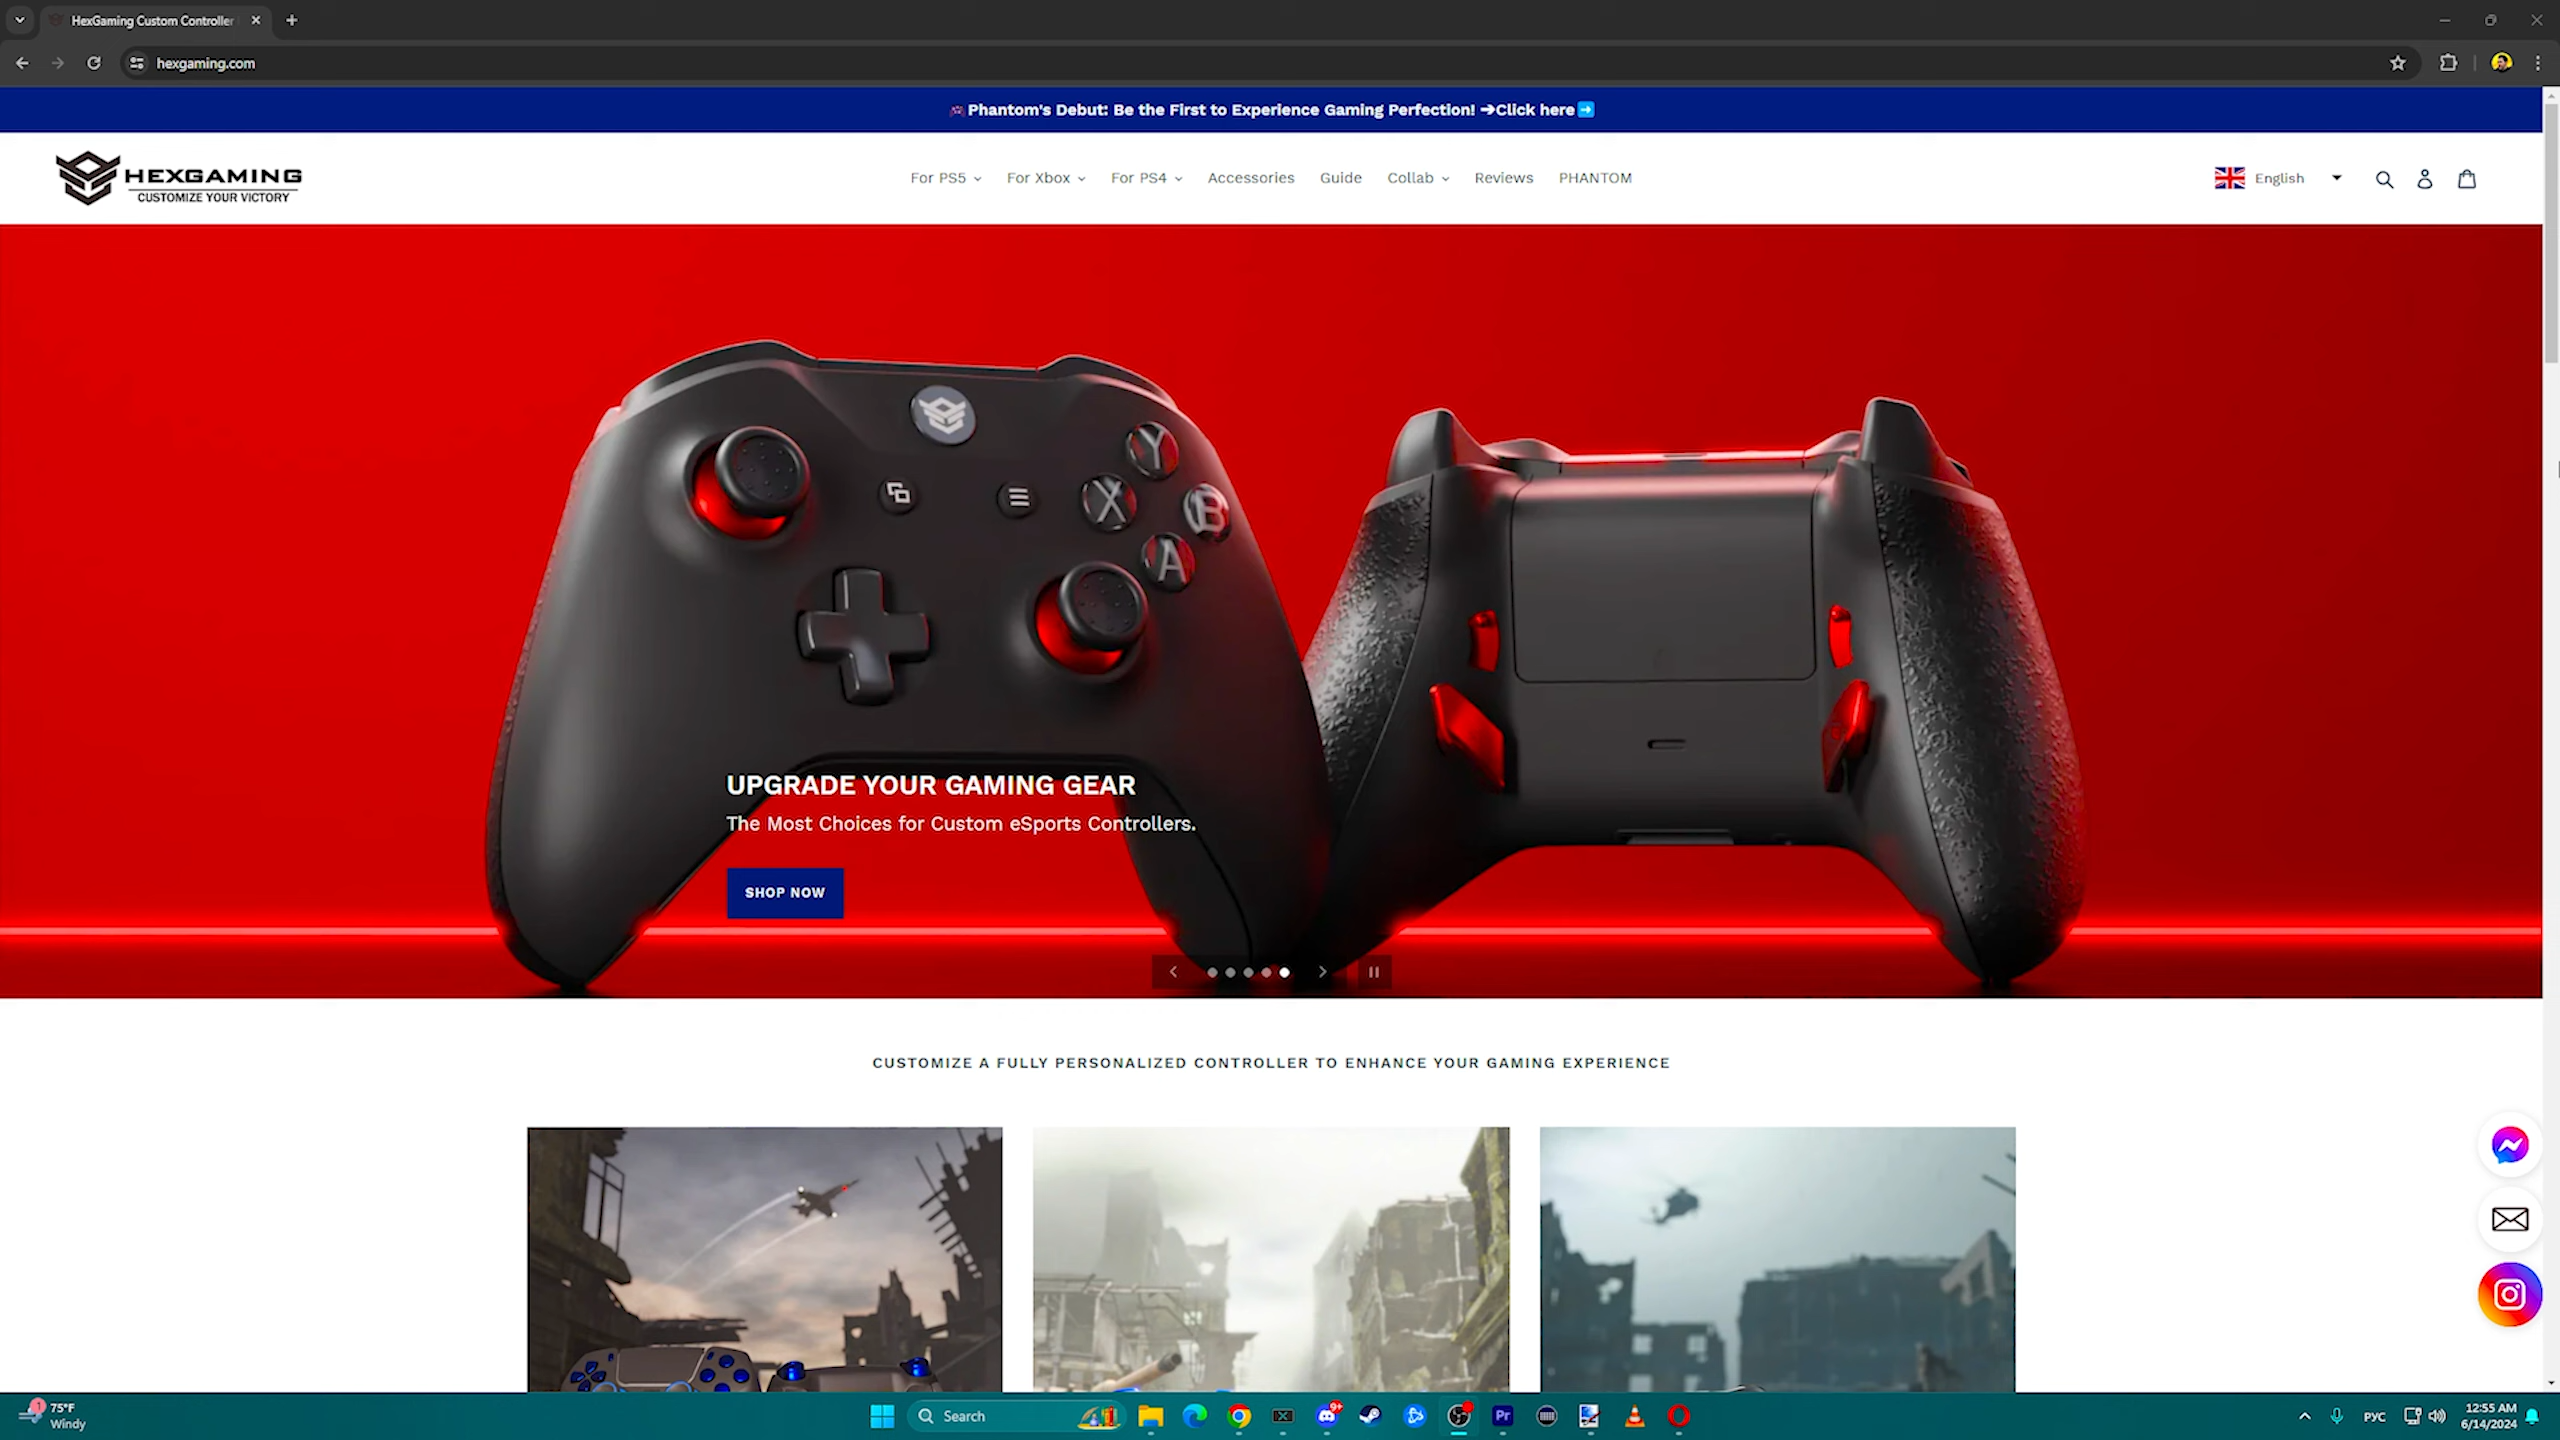 HexGaming Custom Controller
hexgaming.com
Phantom's Debut: Be the First to Experience Gaming Perfection! ➔Click here
HEXGAMING
CUSTOMIZE YOUR VICTORY
For PS5
For Xbox
For PS4
Accessories
Guide
Collab
Reviews
PHANTOM
English
Y
X
B
A
UPGRADE YOUR GAMING GEAR
The Most Choices for Custom eSports Controllers.
SHOP NOW
CUSTOMIZE A FULLY PERSONALIZED CONTROLLER TO ENHANCE YOUR GAMING EXPERIENCE
1
75°F
Windy
Search
9+
Pr
РУС
12:55 AM
6/14/2024